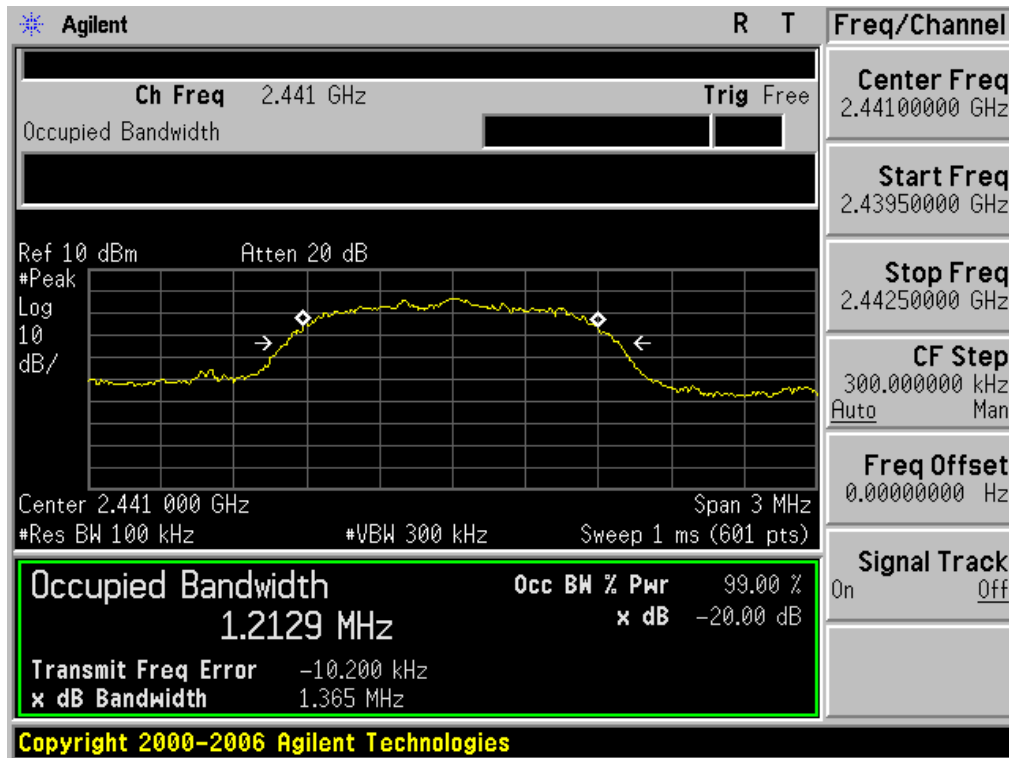 Agilent R T
Freq/Channel
Ch Freq 2.441 GHz Trig Free
Occupied Bandwidth
Center Freq
2.44100000 GHz
Start Freq
2.43950000 GHz
Stop Freq
2.44250000 GHz
CF Step
300.000000 kHz
Auto Man
Freq Offset
0.00000000 Hz
Signal Track
On Off
Ref 10 dBm Atten 20 dB
#Peak
Log
10
dB/
Center 2.441 000 GHz Span 3 MHz
#Res BW 100 kHz #VBW 300 kHz Sweep 1 ms (601 pts)
Occupied Bandwidth Occ BW % Pwr 99.00 %
1.2129 MHz x dB -20.00 dB
Transmit Freq Error -10.200 kHz
x dB Bandwidth 1.365 MHz
Copyright 2000-2006 Agilent Technologies